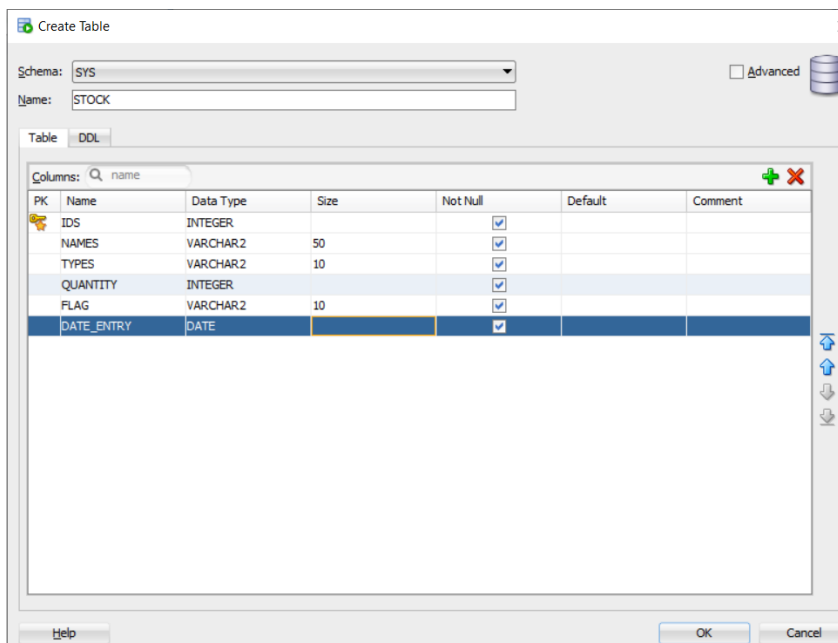 Create Table
Schema: SYS Advanced
Name: STOCK
Table DDL
Columns: name
PK Name Data Type Size Not Null Default Comment
IDS INTEGER
NAMES VARCHAR2 50
TYPES VARCHAR2 10
QUANTITY INTEGER
FLAG VARCHAR2 10
DATE_ENTRY DATE
Help OK Cancel